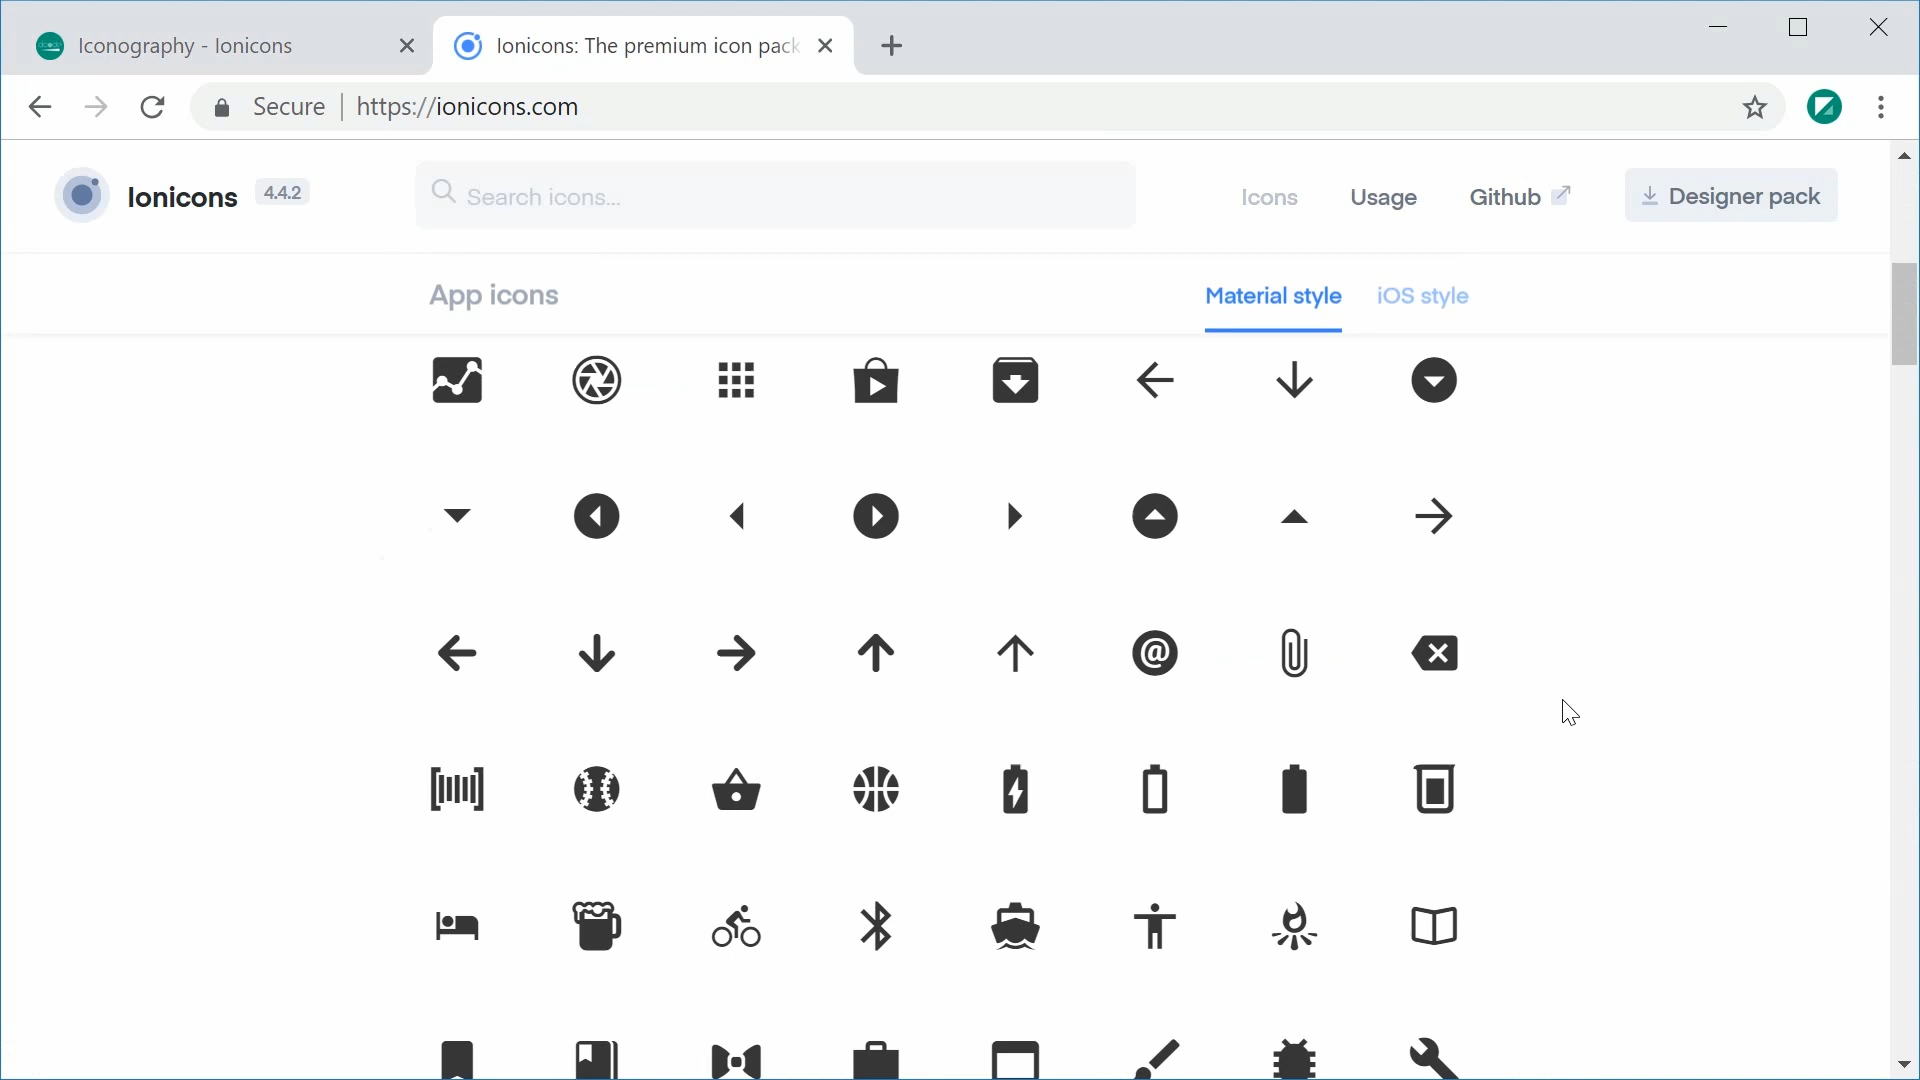 Iconography - Ionicons
Ionicons: The premium icon pack
Secure | https://ionicons.com
Ionicons 4.4.2
Search icons...
Icons
Usage
Github
Designer pack
App icons
Material style
iOS style
@